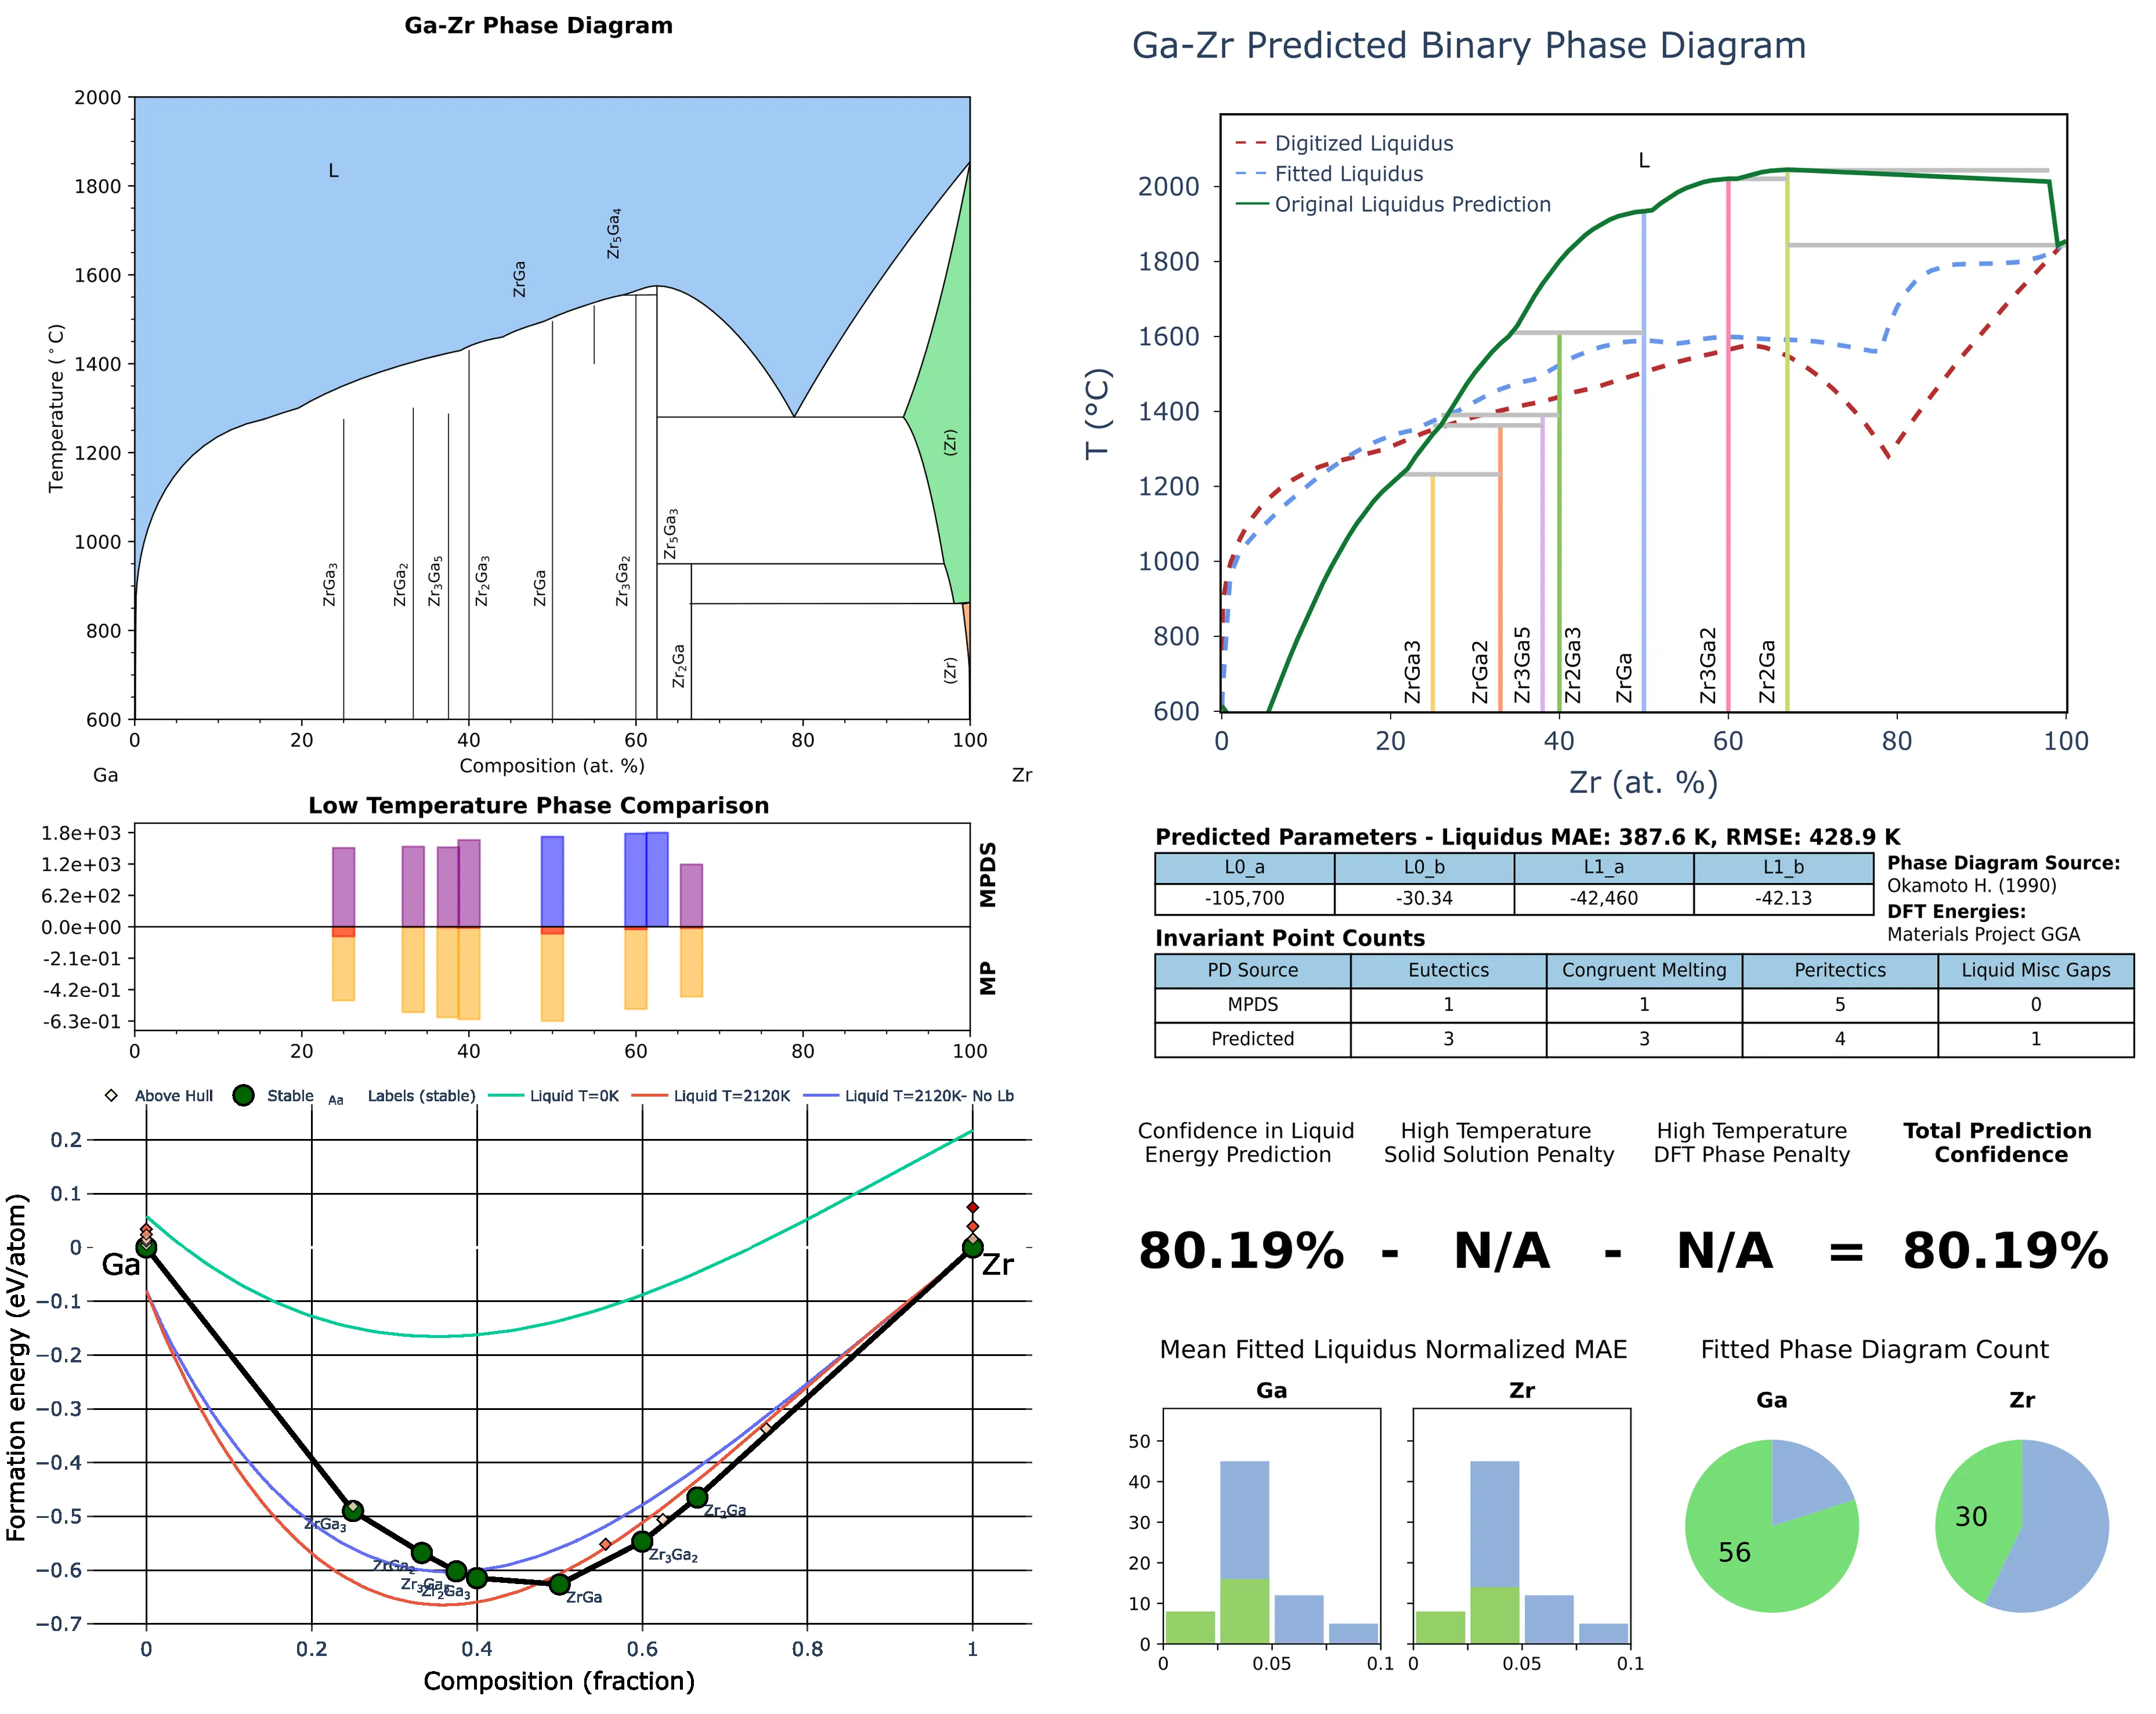 Ga-Zr Phase Diagram
2000
1800
1600
1400
1200
1000
800
600
Temperature (°C)
L
ZrGa
Zr5Ga4
ZrGa3
ZrGa2
Zr3Ga5
Zr2Ga3
ZrGa
Zr3Ga2
Zr5Ga3
Zr2Ga
(Zr)
(Zr)
0 20 40 60 80 100
Composition (at. %)
Ga
Zr
Low Temperature Phase Comparison
1.8e+03
1.2e+03
6.2e+02
0.0e+00
-2.1e-01
-4.2e-01
-6.3e-01
MPDS
MP
0 20 40 60 80 100
Above Hull
Stable
Aa
Labels (stable)
Liquid T=0K
Liquid T=2120K
Liquid T=2120K- No Lb
0.2
0.1
0
−0.1
−0.2
−0.3
−0.4
−0.5
−0.6
−0.7
Formation energy (eV/atom)
Ga
Zr
ZrGa3
ZrGa2
Zr2Ga3
ZrGa
Zr3Ga2
Zr2Ga
0 0.2 0.4 0.6 0.8 1
Composition (fraction)
Ga-Zr Predicted Binary Phase Diagram
Digitized Liquidus
Fitted Liquidus
Original Liquidus Prediction
L
2000
1800
1600
1400
1200
1000
800
600
T (°C)
ZrGa3
ZrGa2
Zr3Ga5
Zr2Ga3
ZrGa
Zr3Ga2
Zr2Ga
0 20 40 60 80 100
Zr (at. %)
Predicted Parameters - Liquidus MAE: 387.6 K, RMSE: 428.9 K
L0_a L0_b L1_a L1_b
-105,700 -30.34 -42,460 -42.13
Phase Diagram Source:
Okamoto H. (1990)
DFT Energies:
Materials Project GGA
Invariant Point Counts
PD Source Eutectics Congruent Melting Peritectics Liquid Misc Gaps
MPDS 1 1 5 0
Predicted 3 3 4 1
Confidence in Liquid
Energy Prediction
High Temperature
Solid Solution Penalty
High Temperature
DFT Phase Penalty
Total Prediction
Confidence
80.19% - N/A - N/A = 80.19%
Mean Fitted Liquidus Normalized MAE
Ga
Zr
50
40
30
20
10
0
0 0.05 0.1
0 0.05 0.1
Fitted Phase Diagram Count
Ga
Zr
56
30